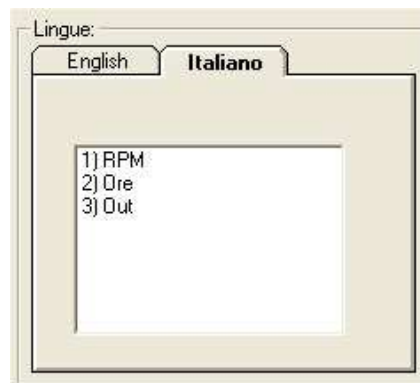 Lingue:
English Italiano
1) RPM
2) Ore
3) Out